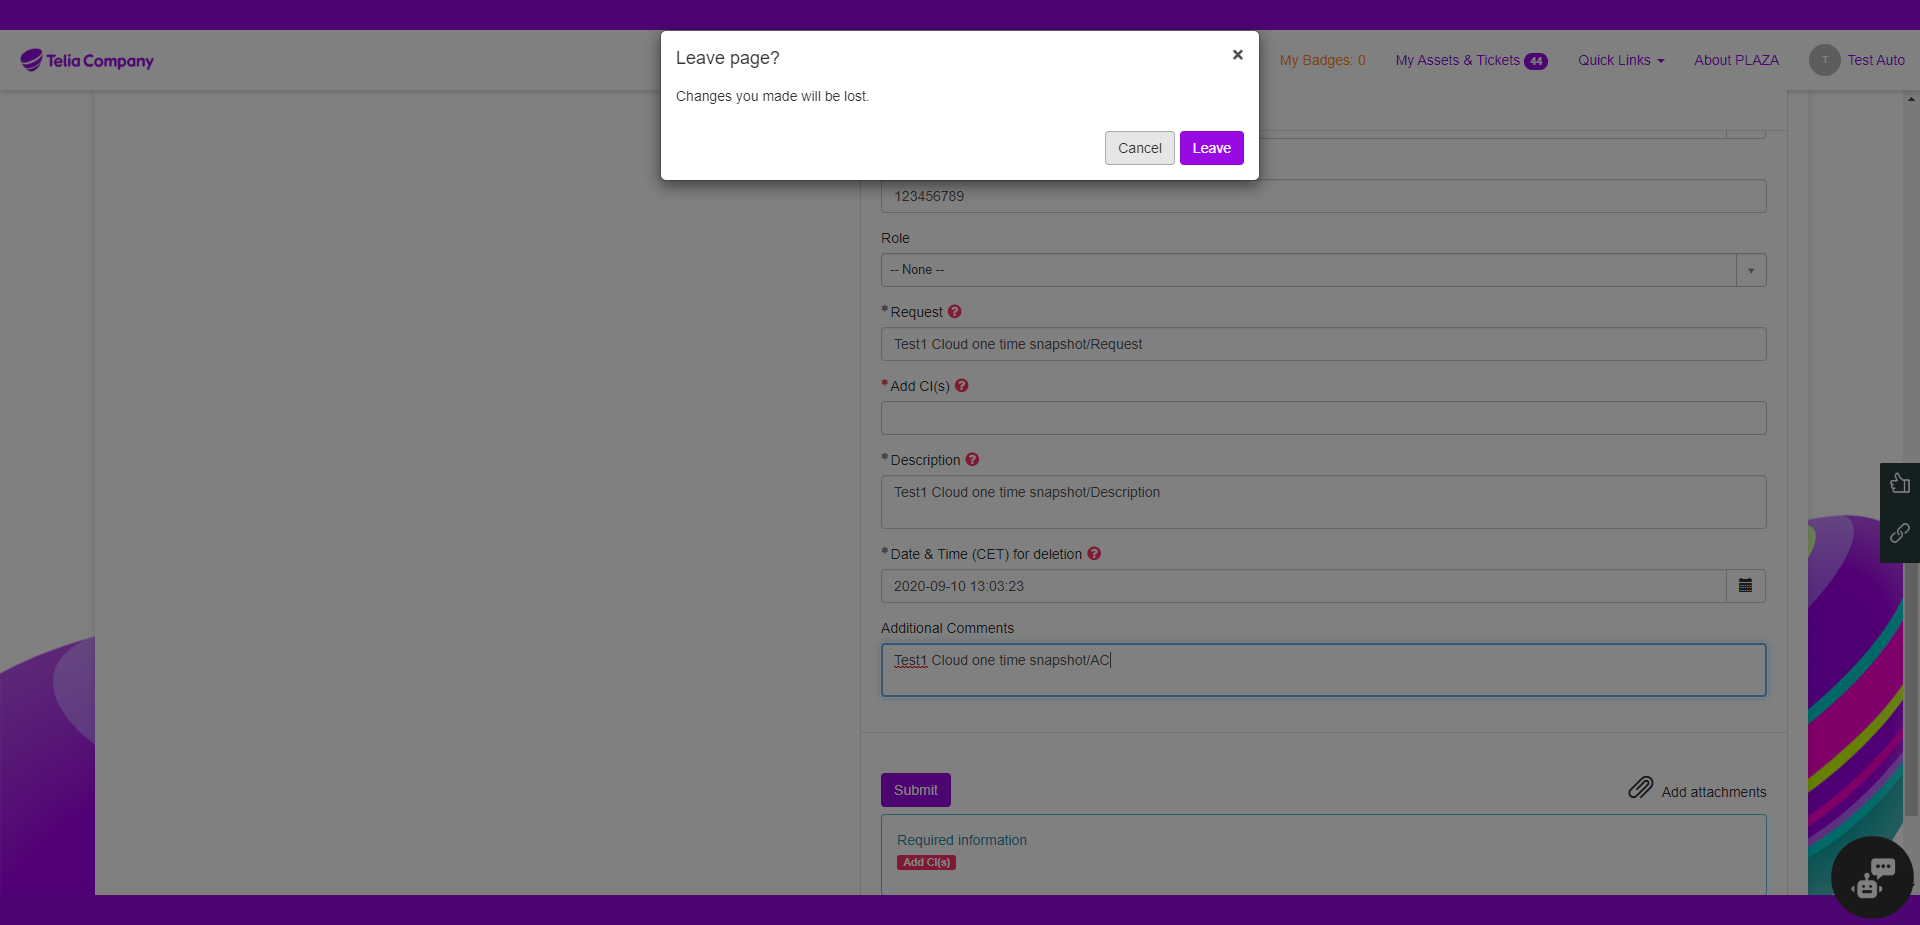 Telia Company
My Badges: 0
My Assets & Tickets 44
Quick Links
About PLAZA
T
Test Auto
Leave page?
×
Changes you made will be lost.
Cancel
Leave
123456789
Role
-- None --
* Request ?
Test1 Cloud one time snapshot/Request
* Add CI(s) ?
* Description ?
Test1 Cloud one time snapshot/Description
* Date & Time (CET) for deletion ?
2020-09-10 13:03:23
Additional Comments
Test1 Cloud one time snapshot/AC
Submit
Add attachments
Required information
Add CI(s)